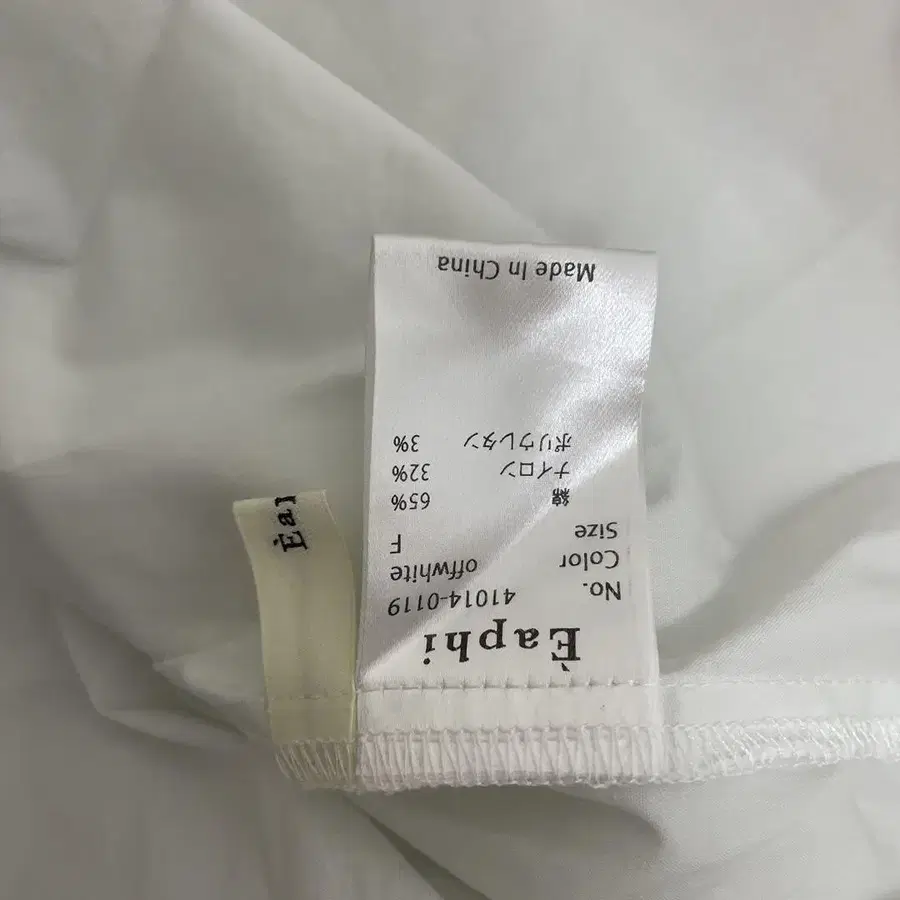 Èaphi
No. 41014-0119
Color offwhite
Size F
綿 65%
ナイロン 32%
ポリウレタン 3%
Made In China